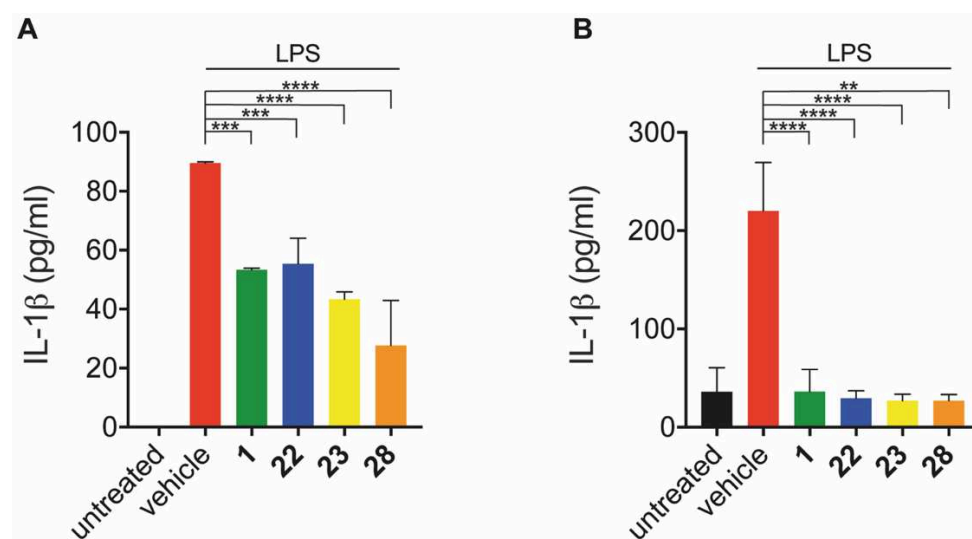 A
LPS
****
****
***
***
IL-1β (pg/ml)
100
80
60
40
20
0
untreated
vehicle
1
22
23
28
B
LPS
**
****
****
****
IL-1β (pg/ml)
300
200
100
0
untreated
vehicle
1
22
23
28